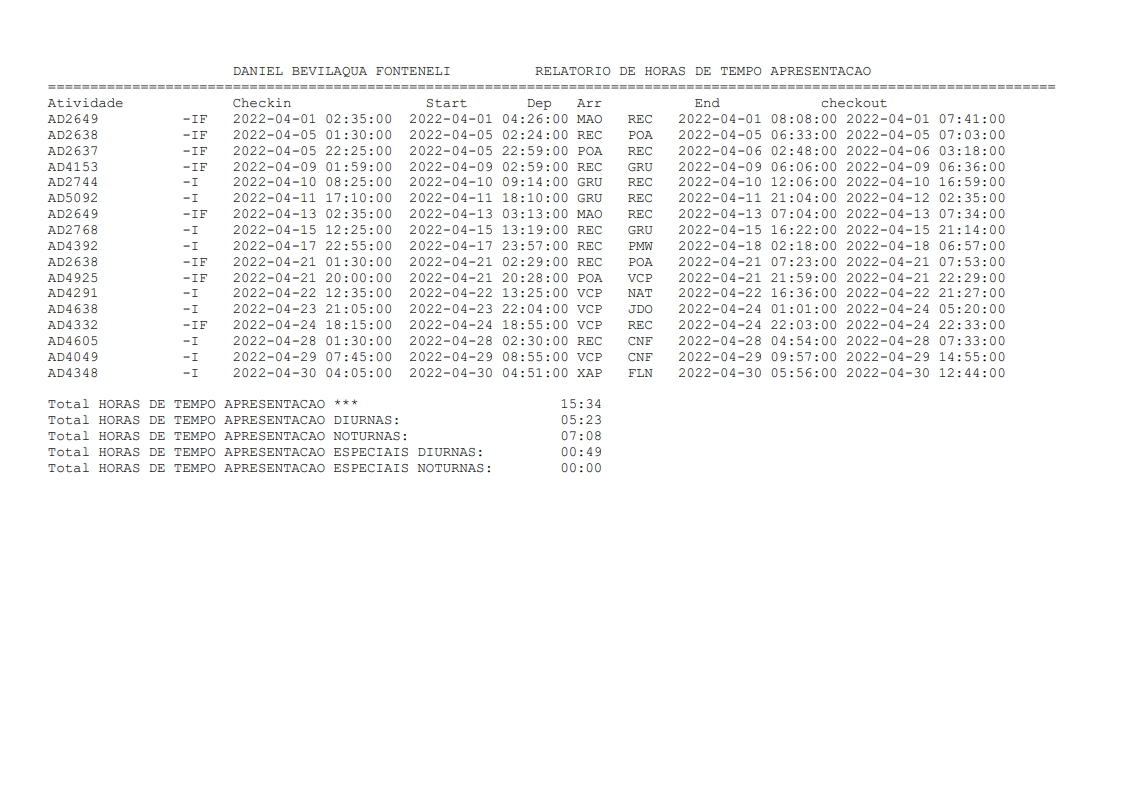 DANIEL BEVILAQUA FONTENELI RELATORIO DE HORAS DE TEMPO APRESENTACAO
========================================================================================================================
Atividade Checkin Start Dep Arr End checkout
AD2649 -IF 2022-04-01 02:35:00 2022-04-01 04:26:00 MAO REC 2022-04-01 08:08:00 2022-04-01 07:41:00
AD2638 -IF 2022-04-05 01:30:00 2022-04-05 02:24:00 REC POA 2022-04-05 06:33:00 2022-04-05 07:03:00
AD2637 -IF 2022-04-05 22:25:00 2022-04-05 22:59:00 POA REC 2022-04-06 02:48:00 2022-04-06 03:18:00
AD4153 -IF 2022-04-09 01:59:00 2022-04-09 02:59:00 REC GRU 2022-04-09 06:06:00 2022-04-09 06:36:00
AD2744 -I 2022-04-10 08:25:00 2022-04-10 09:14:00 GRU REC 2022-04-10 12:06:00 2022-04-10 16:59:00
AD5092 -I 2022-04-11 17:10:00 2022-04-11 18:10:00 GRU REC 2022-04-11 21:04:00 2022-04-12 02:35:00
AD2649 -IF 2022-04-13 02:35:00 2022-04-13 03:13:00 MAO REC 2022-04-13 07:04:00 2022-04-13 07:34:00
AD2768 -I 2022-04-15 12:25:00 2022-04-15 13:19:00 REC GRU 2022-04-15 16:22:00 2022-04-15 21:14:00
AD4392 -I 2022-04-17 22:55:00 2022-04-17 23:57:00 REC PMW 2022-04-18 02:18:00 2022-04-18 06:57:00
AD2638 -IF 2022-04-21 01:30:00 2022-04-21 02:29:00 REC POA 2022-04-21 07:23:00 2022-04-21 07:53:00
AD4925 -IF 2022-04-21 20:00:00 2022-04-21 20:28:00 POA VCP 2022-04-21 21:59:00 2022-04-21 22:29:00
AD4291 -I 2022-04-22 12:35:00 2022-04-22 13:25:00 VCP NAT 2022-04-22 16:36:00 2022-04-22 21:27:00
AD4638 -I 2022-04-23 21:05:00 2022-04-23 22:04:00 VCP JDO 2022-04-24 01:01:00 2022-04-24 05:20:00
AD4332 -IF 2022-04-24 18:15:00 2022-04-24 18:55:00 VCP REC 2022-04-24 22:03:00 2022-04-24 22:33:00
AD4605 -I 2022-04-28 01:30:00 2022-04-28 02:30:00 REC CNF 2022-04-28 04:54:00 2022-04-28 07:33:00
AD4049 -I 2022-04-29 07:45:00 2022-04-29 08:55:00 VCP CNF 2022-04-29 09:57:00 2022-04-29 14:55:00
AD4348 -I 2022-04-30 04:05:00 2022-04-30 04:51:00 XAP FLN 2022-04-30 05:56:00 2022-04-30 12:44:00
Total HORAS DE TEMPO APRESENTACAO *** 15:34
Total HORAS DE TEMPO APRESENTACAO DIURNAS: 05:23
Total HORAS DE TEMPO APRESENTACAO NOTURNAS: 07:08
Total HORAS DE TEMPO APRESENTACAO ESPECIAIS DIURNAS: 00:49
Total HORAS DE TEMPO APRESENTACAO ESPECIAIS NOTURNAS: 00:00